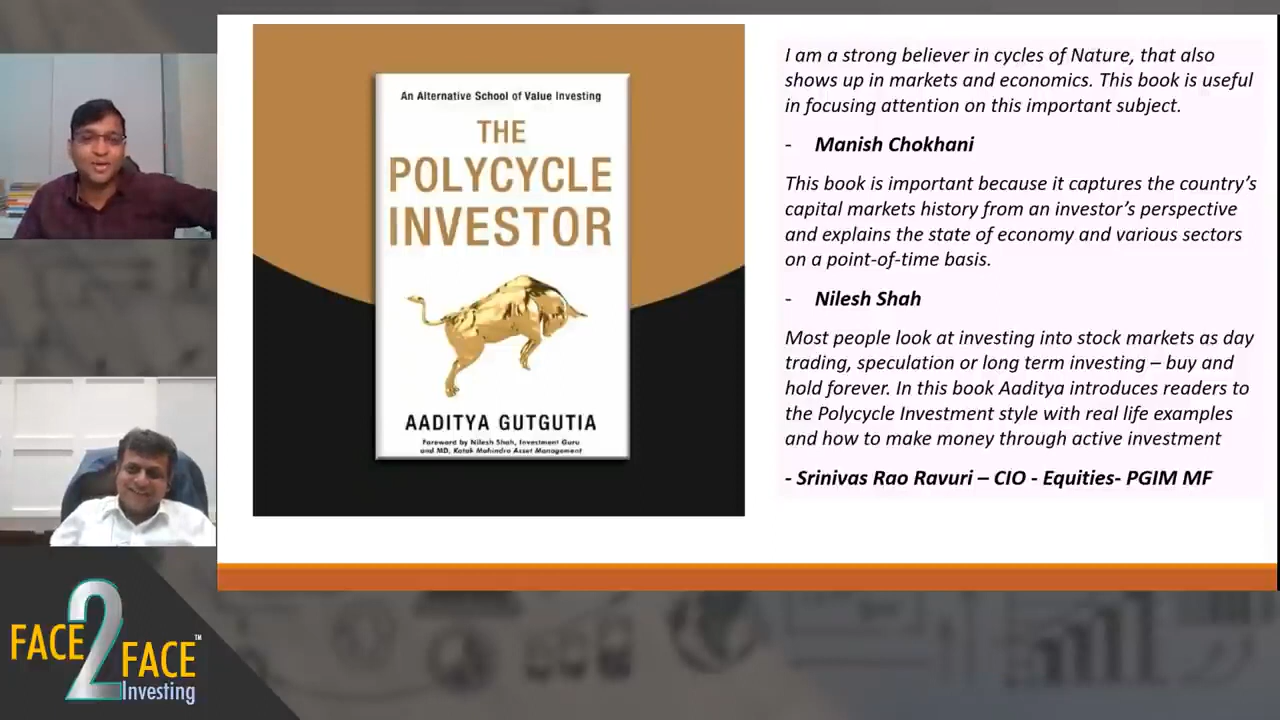 An Alternative School of Value Investing
THE
POLYCYCLE
INVESTOR
AADITYA GUTGUTIA
Foreword by Nilesh Shah, Investment Guru
and MD, Kotak Mahindra Asset Management
I am a strong believer in cycles of Nature, that also
shows up in markets and economics. This book is useful
in focusing attention on this important subject.
- Manish Chokhani
This book is important because it captures the country’s
capital markets history from an investor’s perspective
and explains the state of economy and various sectors
on a point-of-time basis.
- Nilesh Shah
Most people look at investing into stock markets as day
trading, speculation or long term investing – buy and
hold forever. In this book Aaditya introduces readers to
the Polycycle Investment style with real life examples
and how to make money through active investment
- Srinivas Rao Ravuri – CIO - Equities- PGIM MF
FACE 2 FACE™
Investing